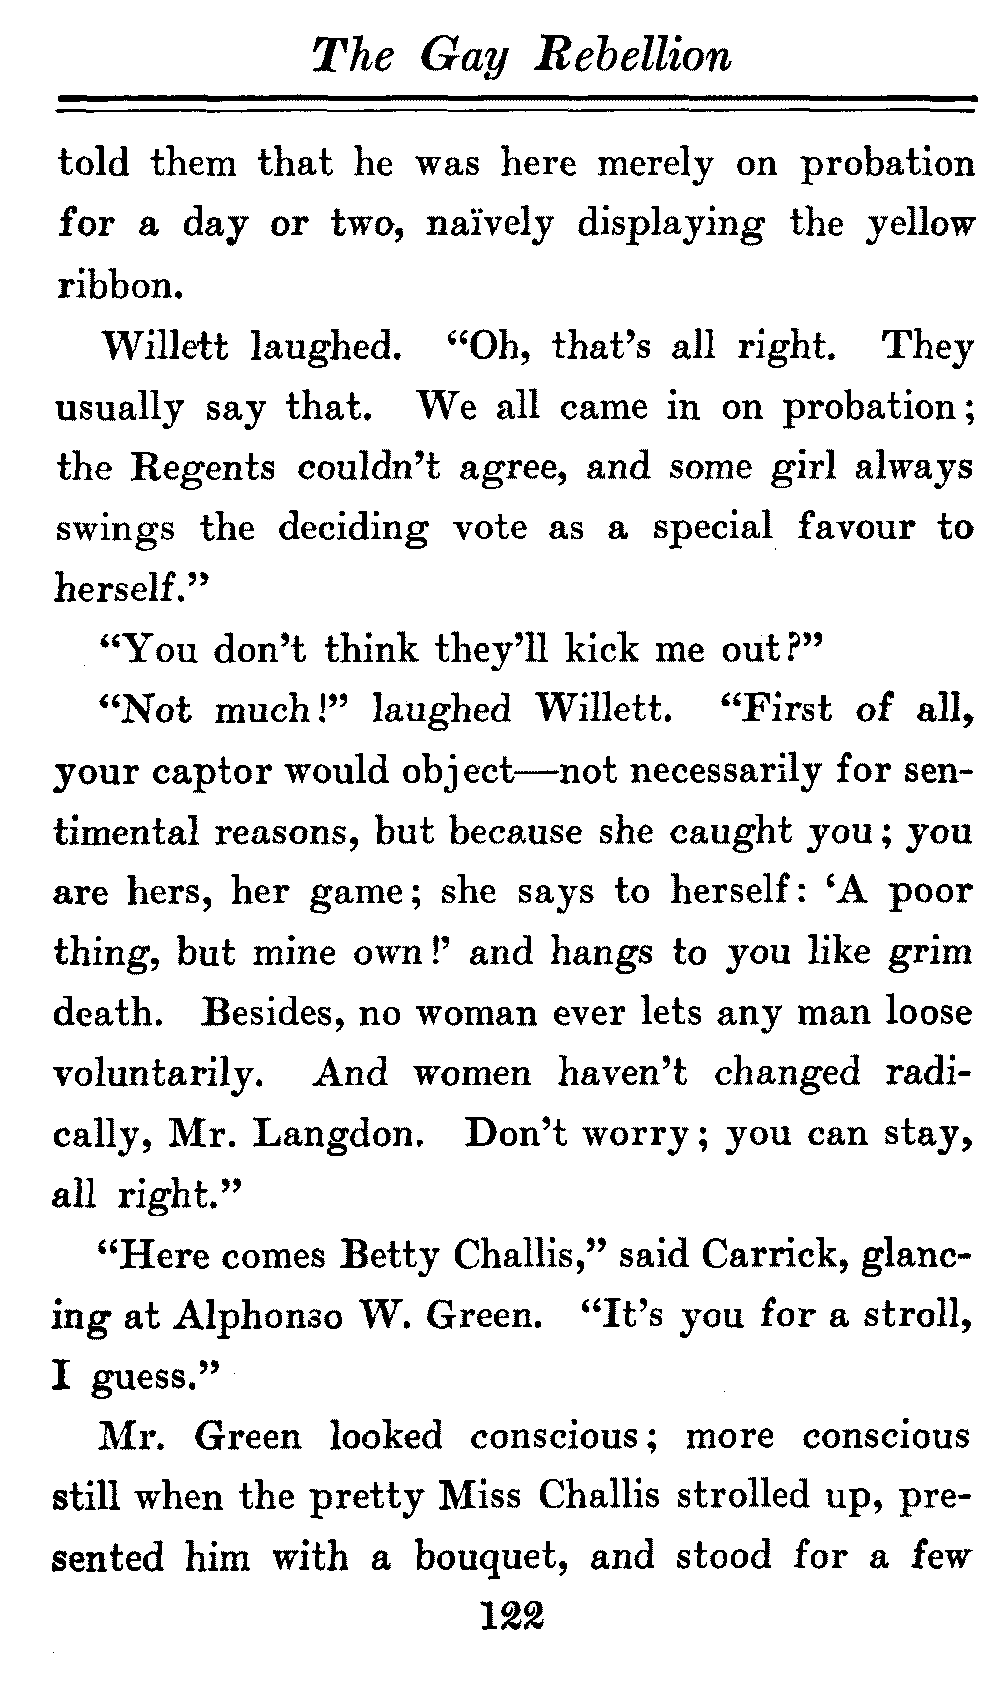 The Gay Rebellion
told them that he was here merely on probation
for a day or two, naïvely displaying the yellow
ribbon.
Willett laughed. “Oh, that’s all right. They
usually say that. We all came in on probation;
the Regents couldn’t agree, and some girl always
swings the deciding vote as a special favour to
herself.”
“You don’t think they’ll kick me out?”
“Not much!” laughed Willett. “First of all,
your captor would object—not necessarily for sen-
timental reasons, but because she caught you; you
are hers, her game; she says to herself: ‘A poor
thing, but mine own!’ and hangs to you like grim
death. Besides, no woman ever lets any man loose
voluntarily. And women haven’t changed radi-
cally, Mr. Langdon. Don’t worry; you can stay,
all right.”
“Here comes Betty Challis,” said Carrick, glanc-
ing at Alphonso W. Green. “It’s you for a stroll,
I guess.”
Mr. Green looked conscious; more conscious
still when the pretty Miss Challis strolled up, pre-
sented him with a bouquet, and stood for a few
122